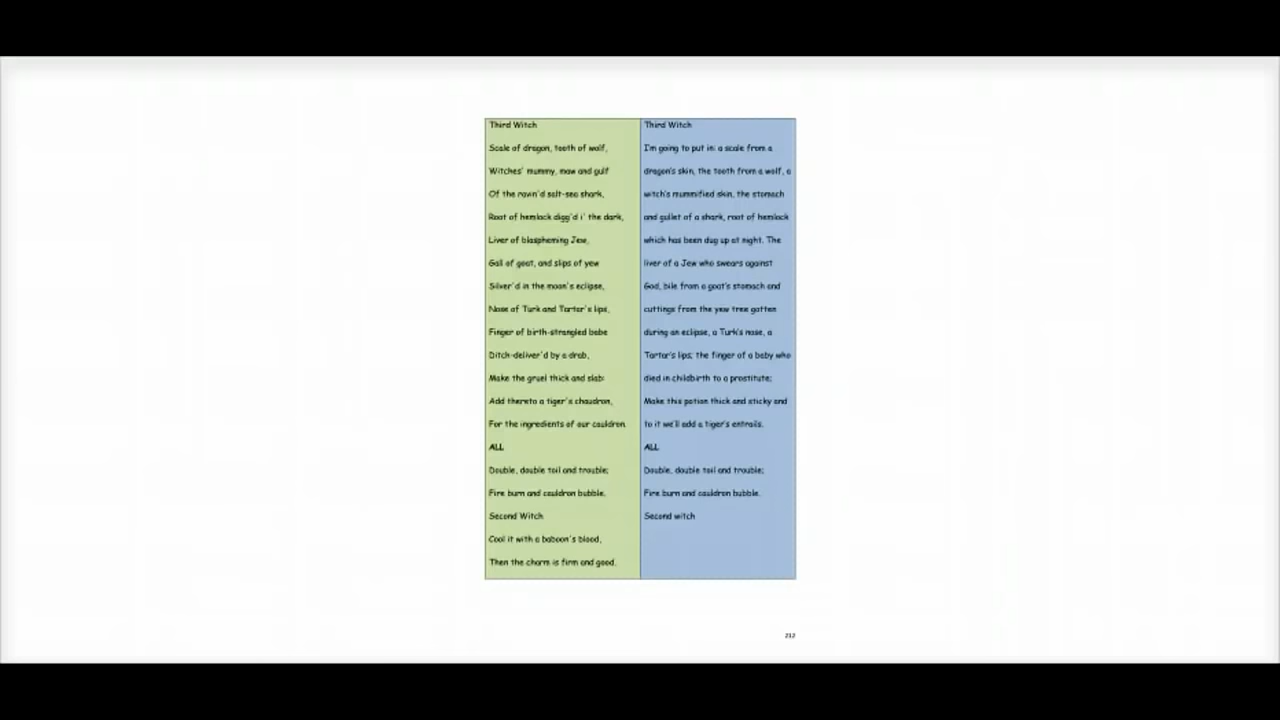 Third Witch
Scale of dragon, tooth of wolf,
Witches' mummy, maw and gulf
Of the ravin'd salt-sea shark,
Root of hemlock digg'd i' the dark,
Liver of blaspheming Jew,
Gall of goat, and slips of yew
Silver'd in the moon's eclipse,
Nose of Turk and Tartar's lips,
Finger of birth-strangled babe
Ditch-deliver'd by a drab,
Make the gruel thick and slab:
Add thereto a tiger's chaudron,
For the ingredients of our cauldron.
ALL
Double, double toil and trouble;
Fire burn and cauldron bubble.
Second Witch
Cool it with a baboon's blood,
Then the charm is firm and good.
Third Witch
I'm going to put in: a scale from a
dragon's skin, the tooth from a wolf, a
witch's mummified skin, the stomach
and gullet of a shark, root of hemlock
which has been dug up at night. The
liver of a Jew who swears against
God, bile from a goat's stomach and
cuttings from the yew tree gotten
during an eclipse, a Turk's nose, a
Tartar's lips; the finger of a baby who
died in childbirth to a prostitute;
Make this potion thick and sticky and
to it we'll add a tiger's entrails.
ALL
Double, double toil and trouble;
Fire burn and cauldron bubble.
Second witch
212